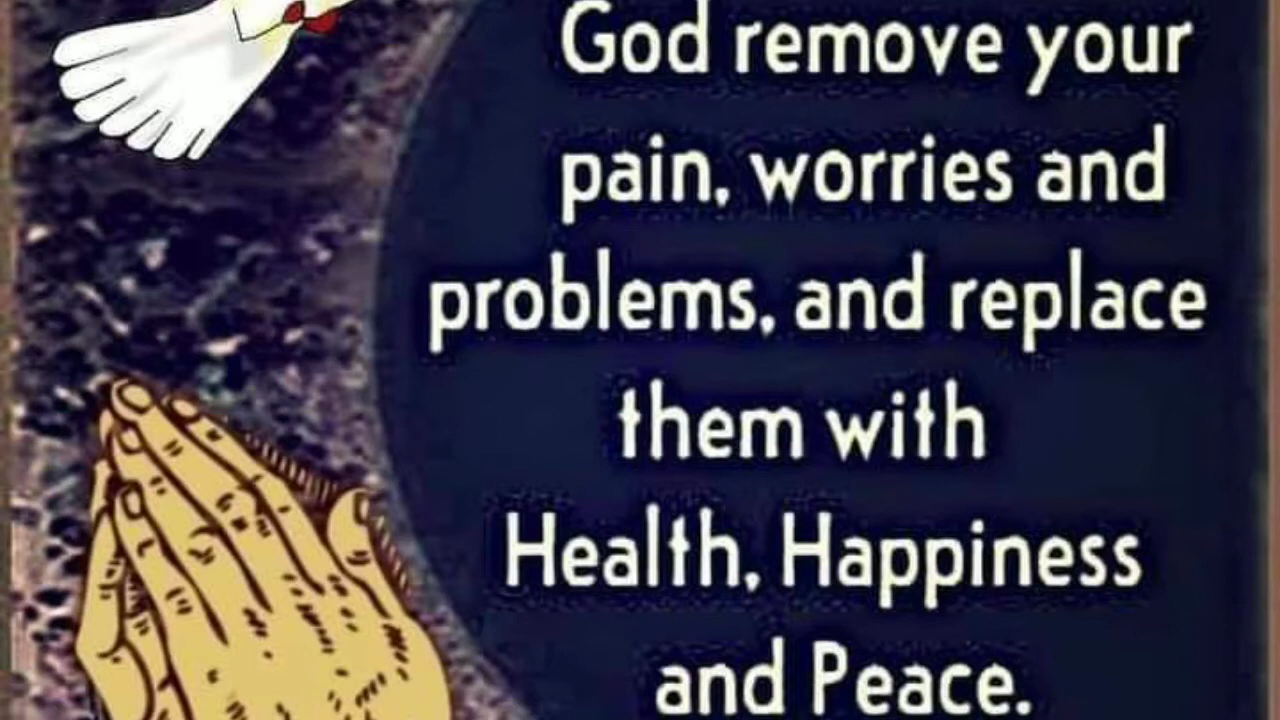 God remove your
pain, worries and
problems, and replace
them with
Health, Happiness
and Peace.